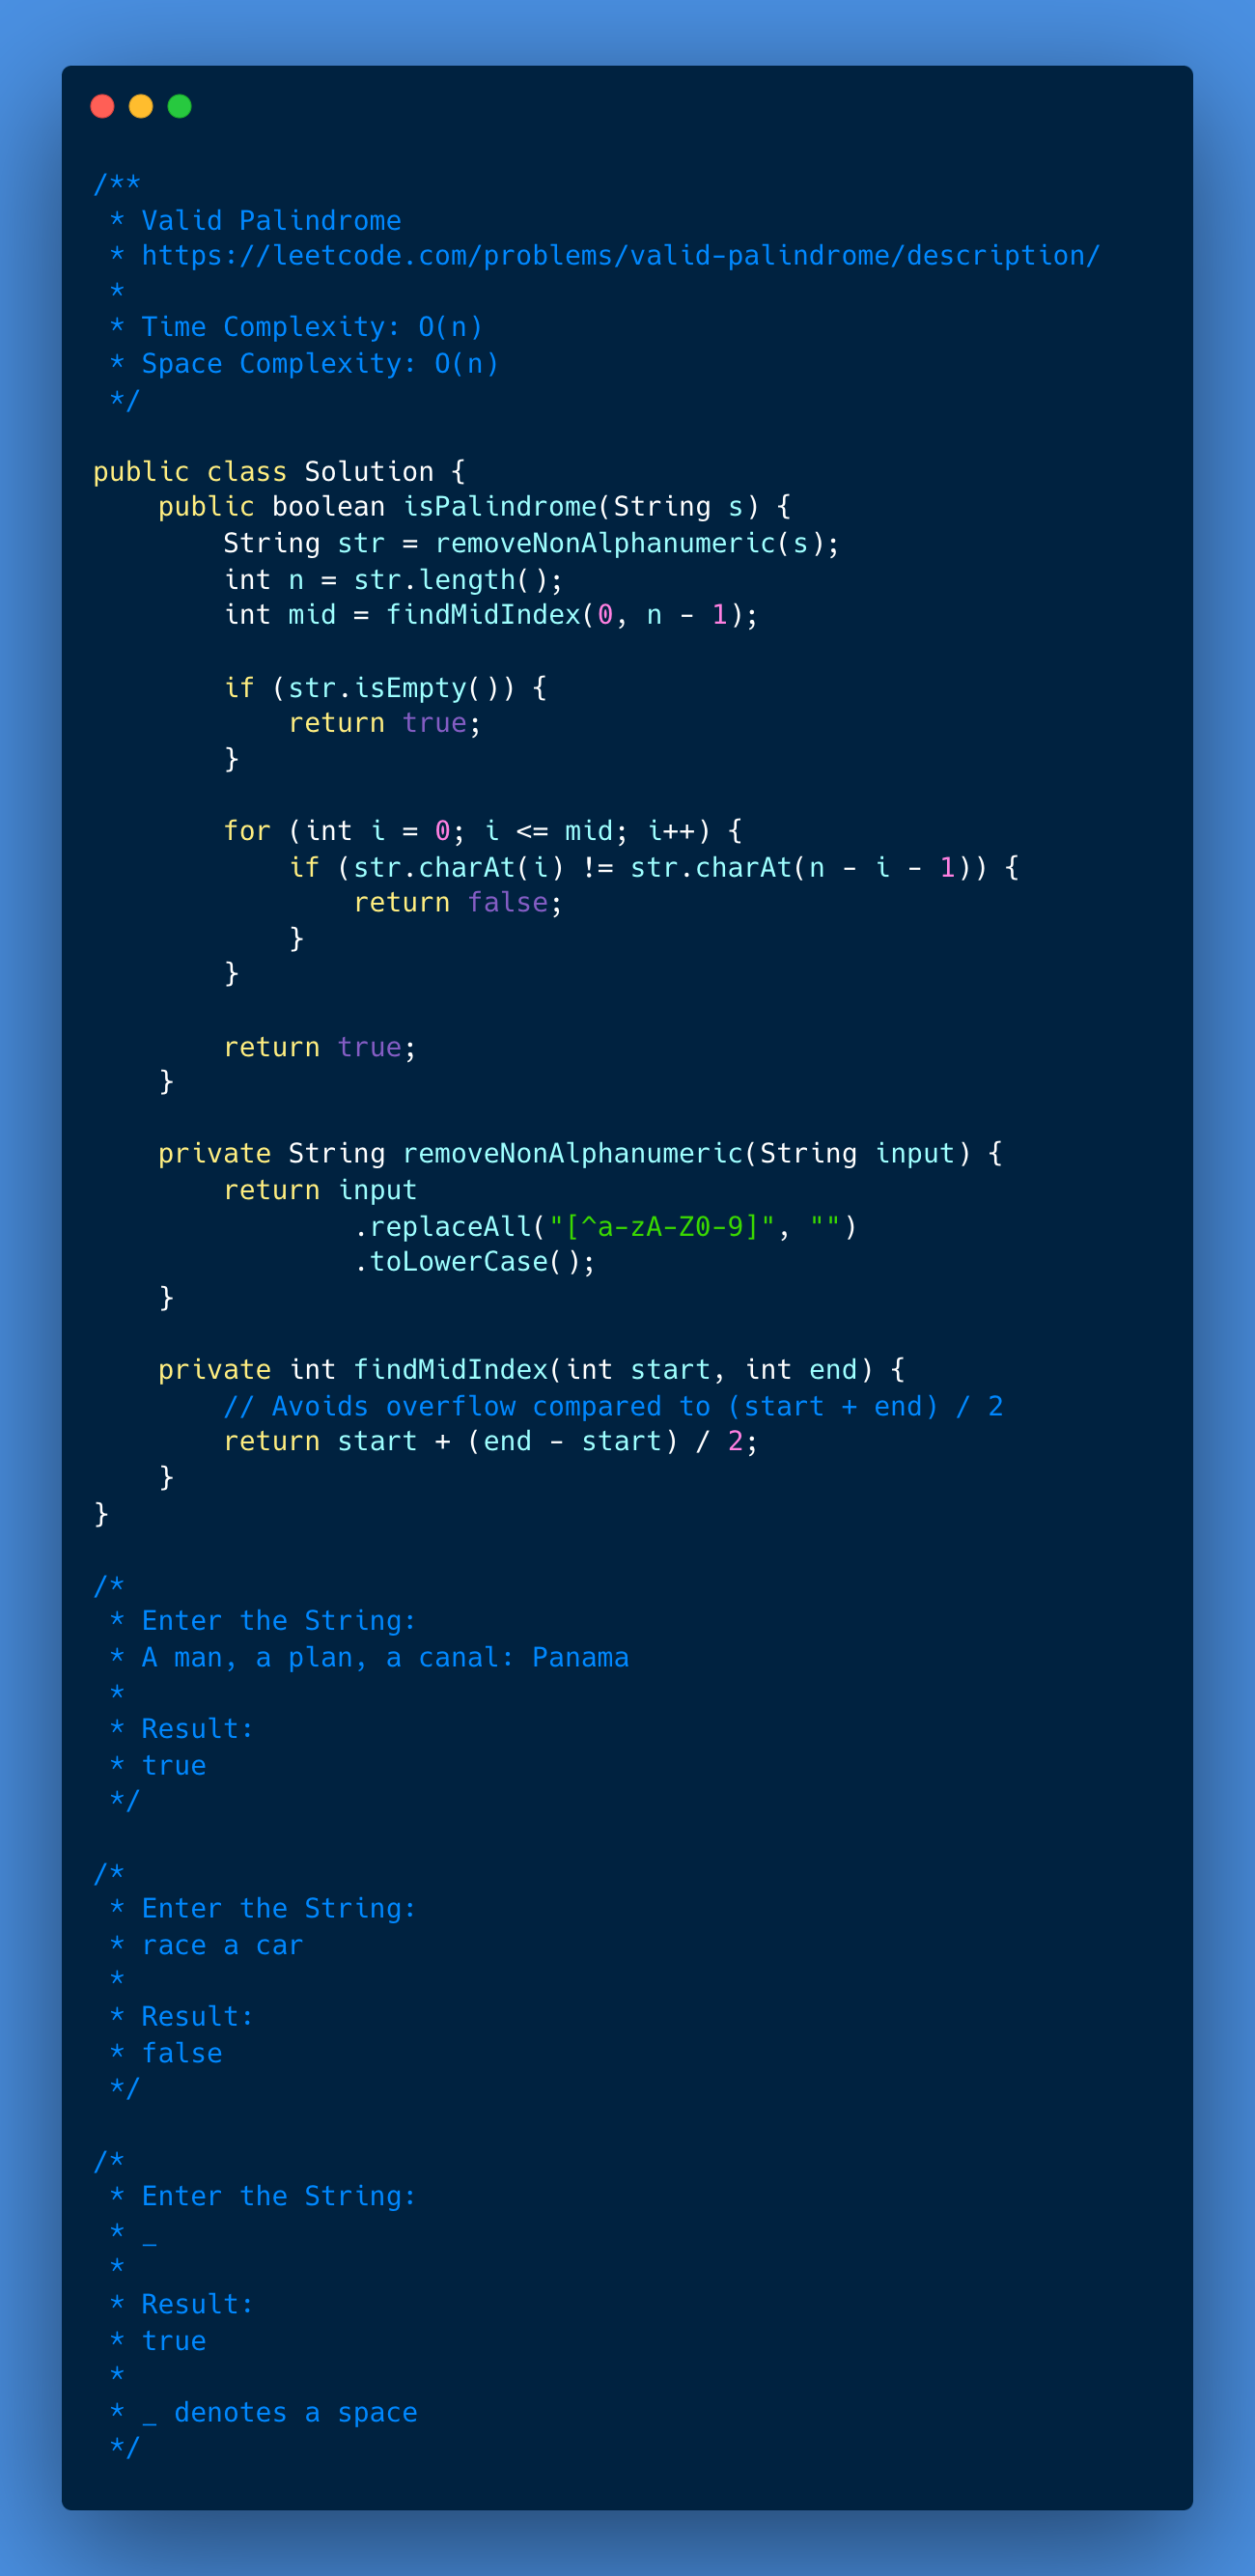 /**
 * Valid Palindrome
 * https://leetcode.com/problems/valid-palindrome/description/
 *
 * Time Complexity: O(n)
 * Space Complexity: O(n)
 */

public class Solution {
    public boolean isPalindrome(String s) {
        String str = removeNonAlphanumeric(s);
        int n = str.length();
        int mid = findMidIndex(0, n - 1);

        if (str.isEmpty()) {
            return true;
        }

        for (int i = 0; i <= mid; i++) {
            if (str.charAt(i) != str.charAt(n - i - 1)) {
                return false;
            }
        }

        return true;
    }

    private String removeNonAlphanumeric(String input) {
        return input
                .replaceAll("[^a-zA-Z0-9]", "")
                .toLowerCase();
    }

    private int findMidIndex(int start, int end) {
        // Avoids overflow compared to (start + end) / 2
        return start + (end - start) / 2;
    }
}

/*
 * Enter the String:
 * A man, a plan, a canal: Panama
 *
 * Result:
 * true
 */

/*
 * Enter the String:
 * race a car
 *
 * Result:
 * false
 */

/*
 * Enter the String:
 * _
 *
 * Result:
 * true
 *
 * _ denotes a space
 */